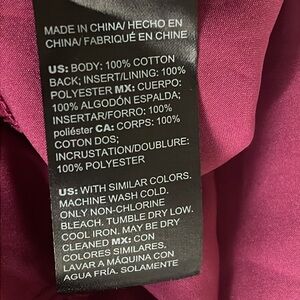 MADE IN CHINA/ HECHO EN
CHINA/ FABRIQUÉ EN CHINE
US: BODY: 100% COTTON
BACK; INSERT/LINING: 100%
POLYESTER MX: CUERPO:
100% ALGODÓN ESPALDA;
INSERTAR/FORRO: 100%
poliéster CA: CORPS: 100%
COTON DOS;
INCRUSTATION/DOUBLURE:
100% POLYESTER
US: WITH SIMILAR COLORS.
MACHINE WASH COLD.
ONLY NON-CHLORINE
BLEACH. TUMBLE DRY LOW.
COOL IRON, MAY BE DRY
CLEANED MX: CON
COLORES SIMILARES,
LAVAR A MÁQUINA CON
AGUA FRÍA. SOLAMENTE